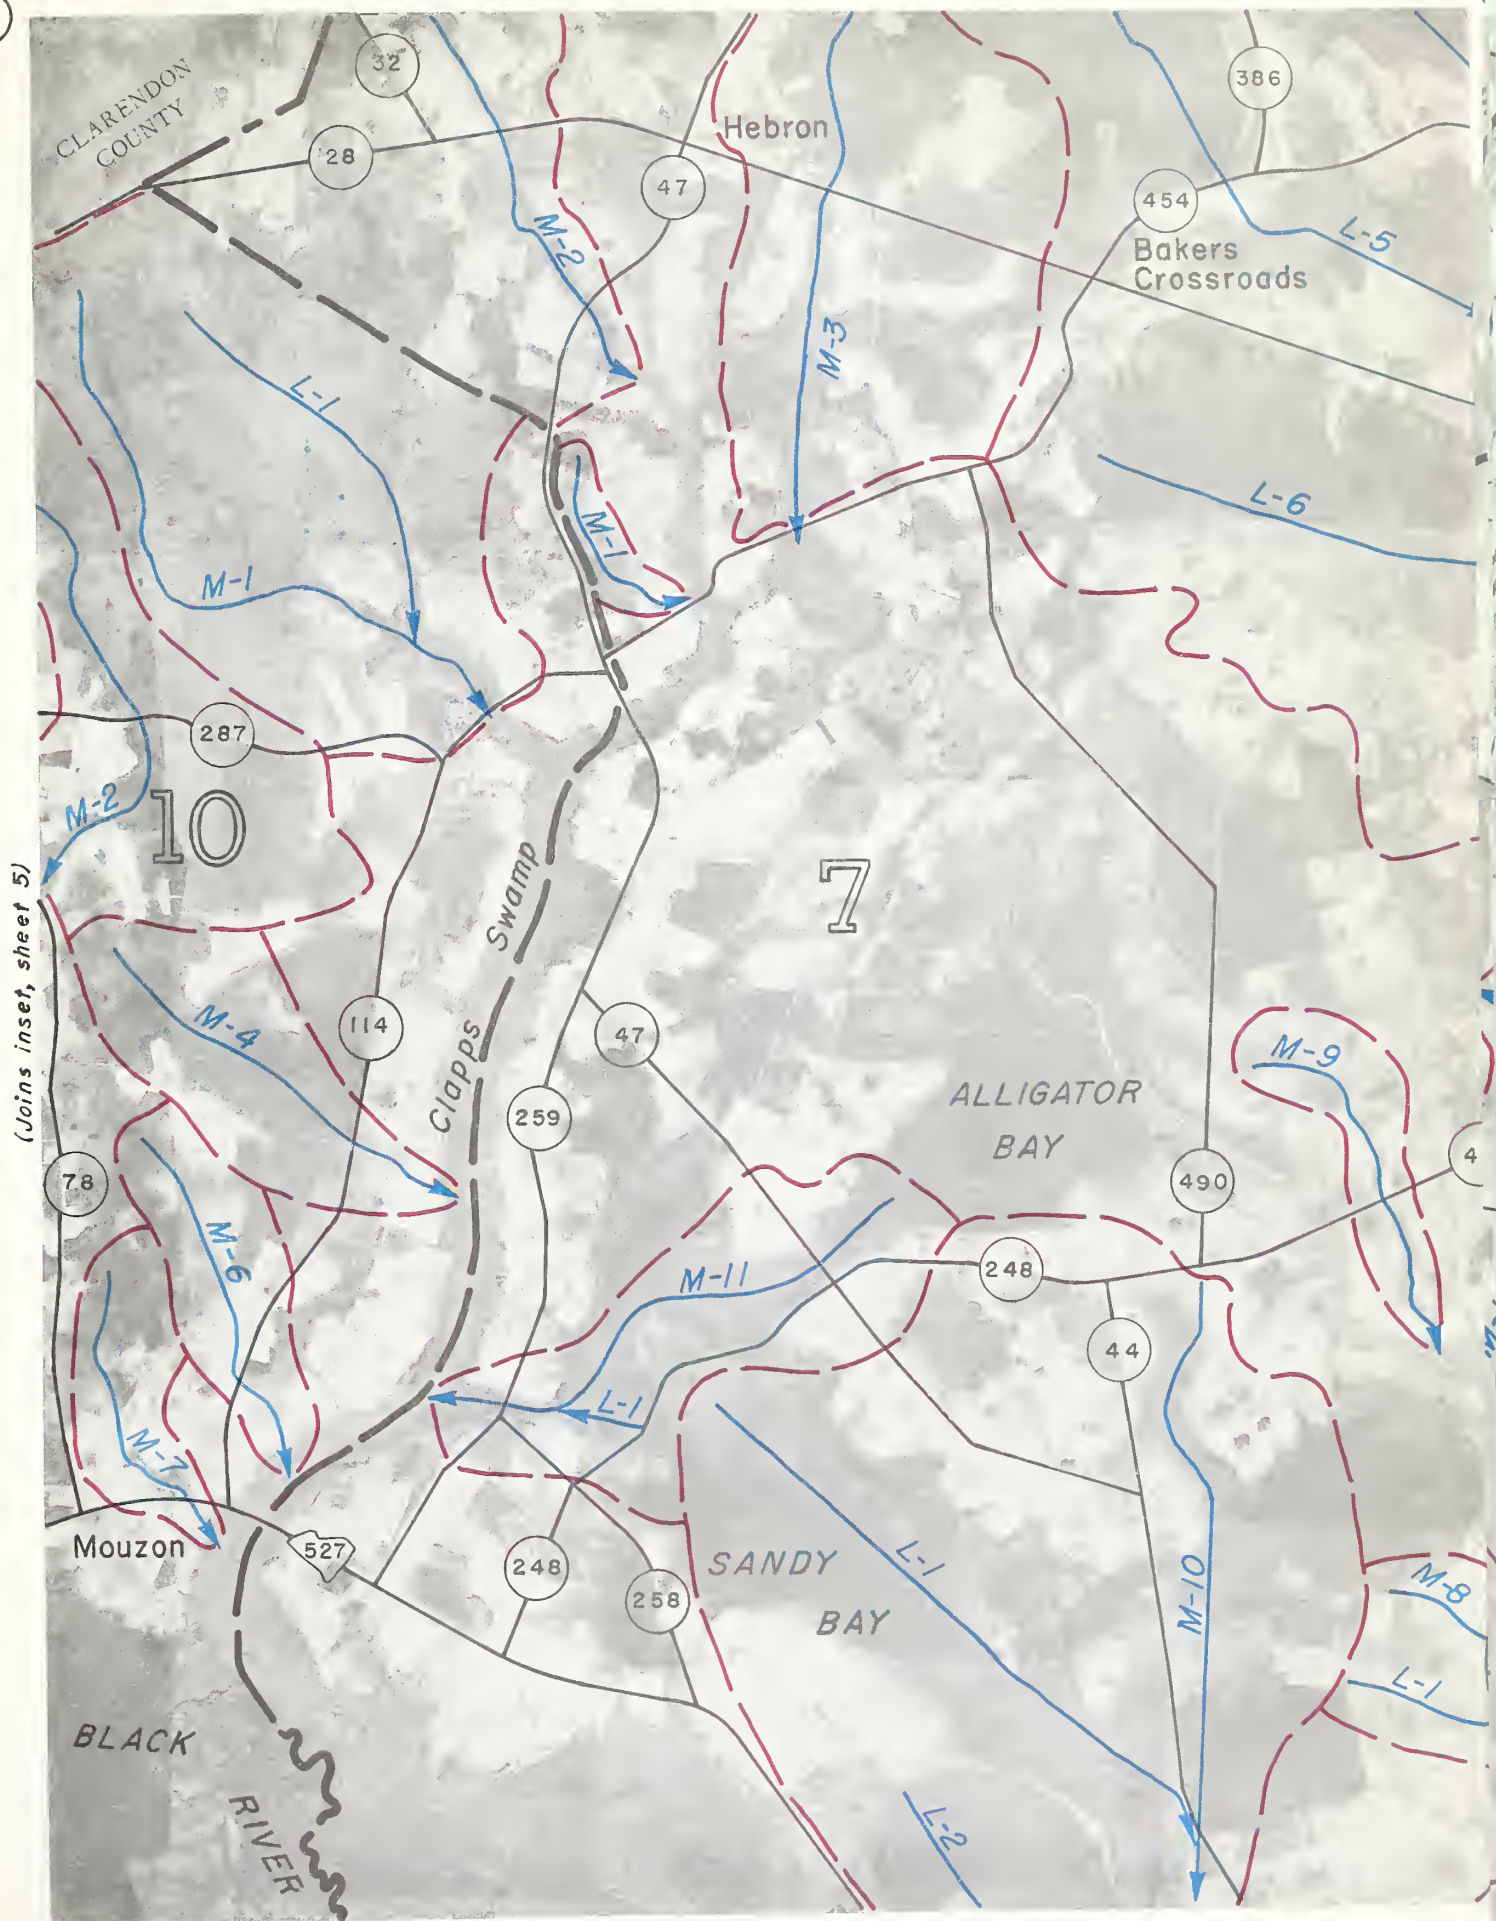 CLARENDON
COUNTY
32
386
28
Hebron
47
454
M-2
L-5
Bakers
Crossroads
M-3
L-1
L-6
M-1
M-1
287
M-2
10
7
Clapps Swamp
(Joins inset, sheet 5)
M-4
114
47
M-9
259
ALLIGATOR
BAY
4
78
490
M-6
M-11
248
44
L-1
M-7
Mouzon
527
248
258
SANDY
BAY
L-1
M-10
M-8
L-1
BLACK
RIVER
L-2